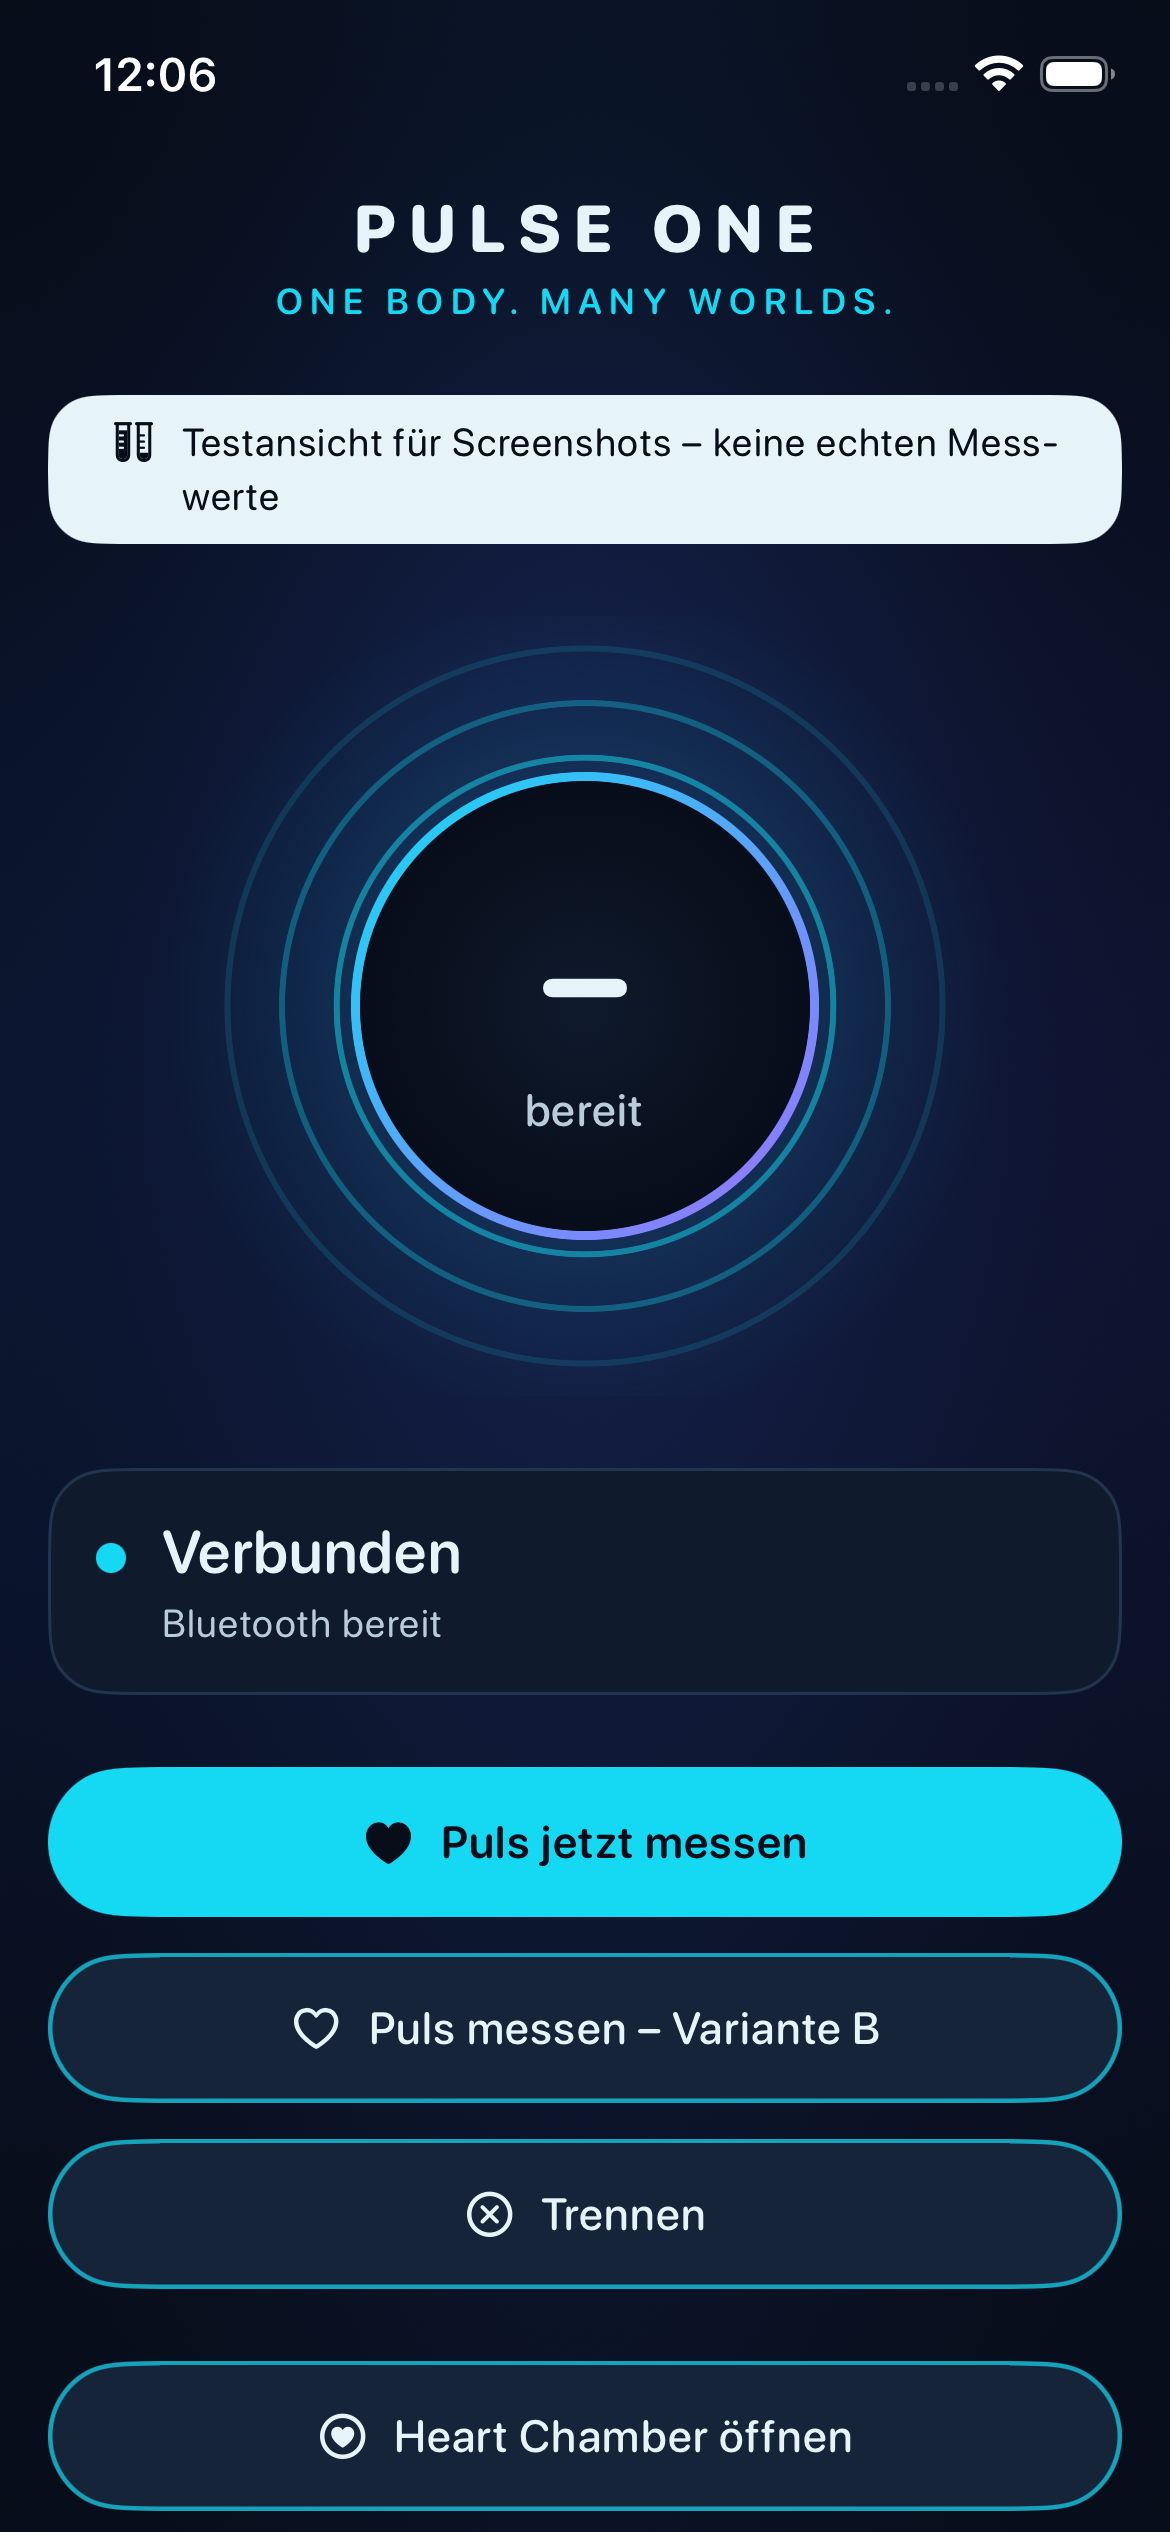 12:06
PULSE ONE
ONE BODY. MANY WORLDS.
Testansicht für Screenshots – keine echten Mess-
werte
–
bereit
Verbunden
Bluetooth bereit
Puls jetzt messen
Puls messen – Variante B
Trennen
Heart Chamber öffnen